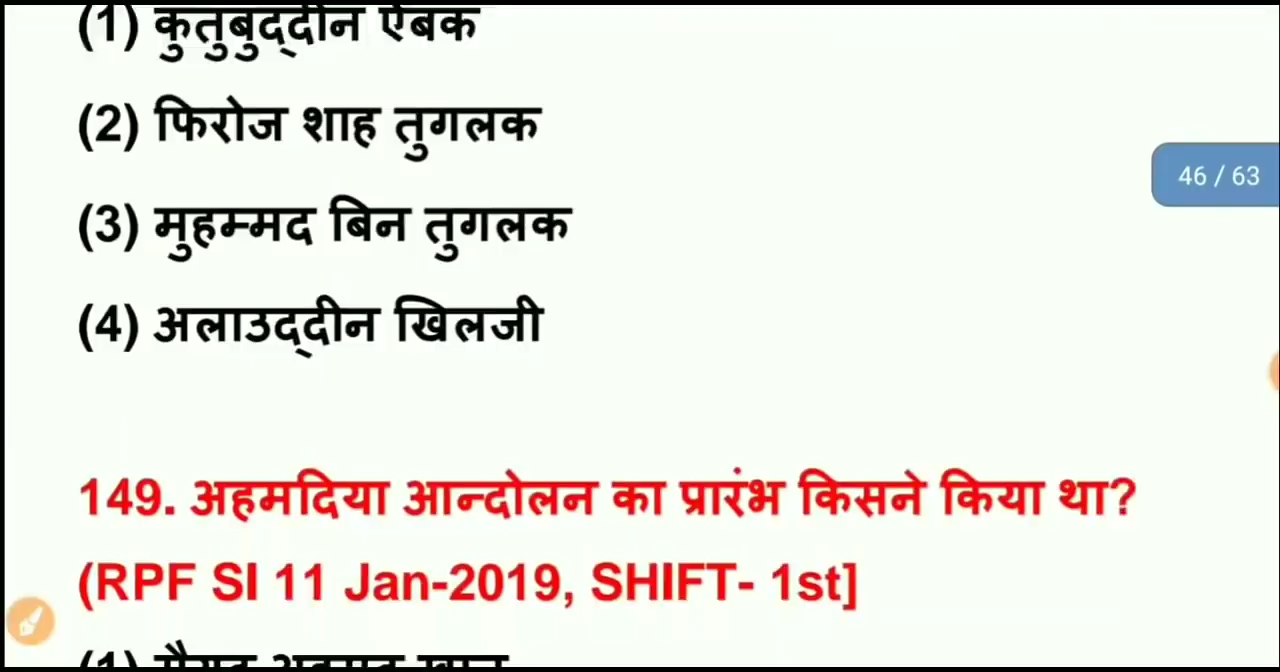 (1) कुतुबुद्दीन ऐबक
(2) फिरोज शाह तुगलक
46 / 63
(3) मुहम्मद बिन तुगलक
(4) अलाउद्दीन खिलजी
149. अहमदिया आन्दोलन का प्रारंभ किसने किया था?
(RPF SI 11 Jan-2019, SHIFT- 1st]
(1)